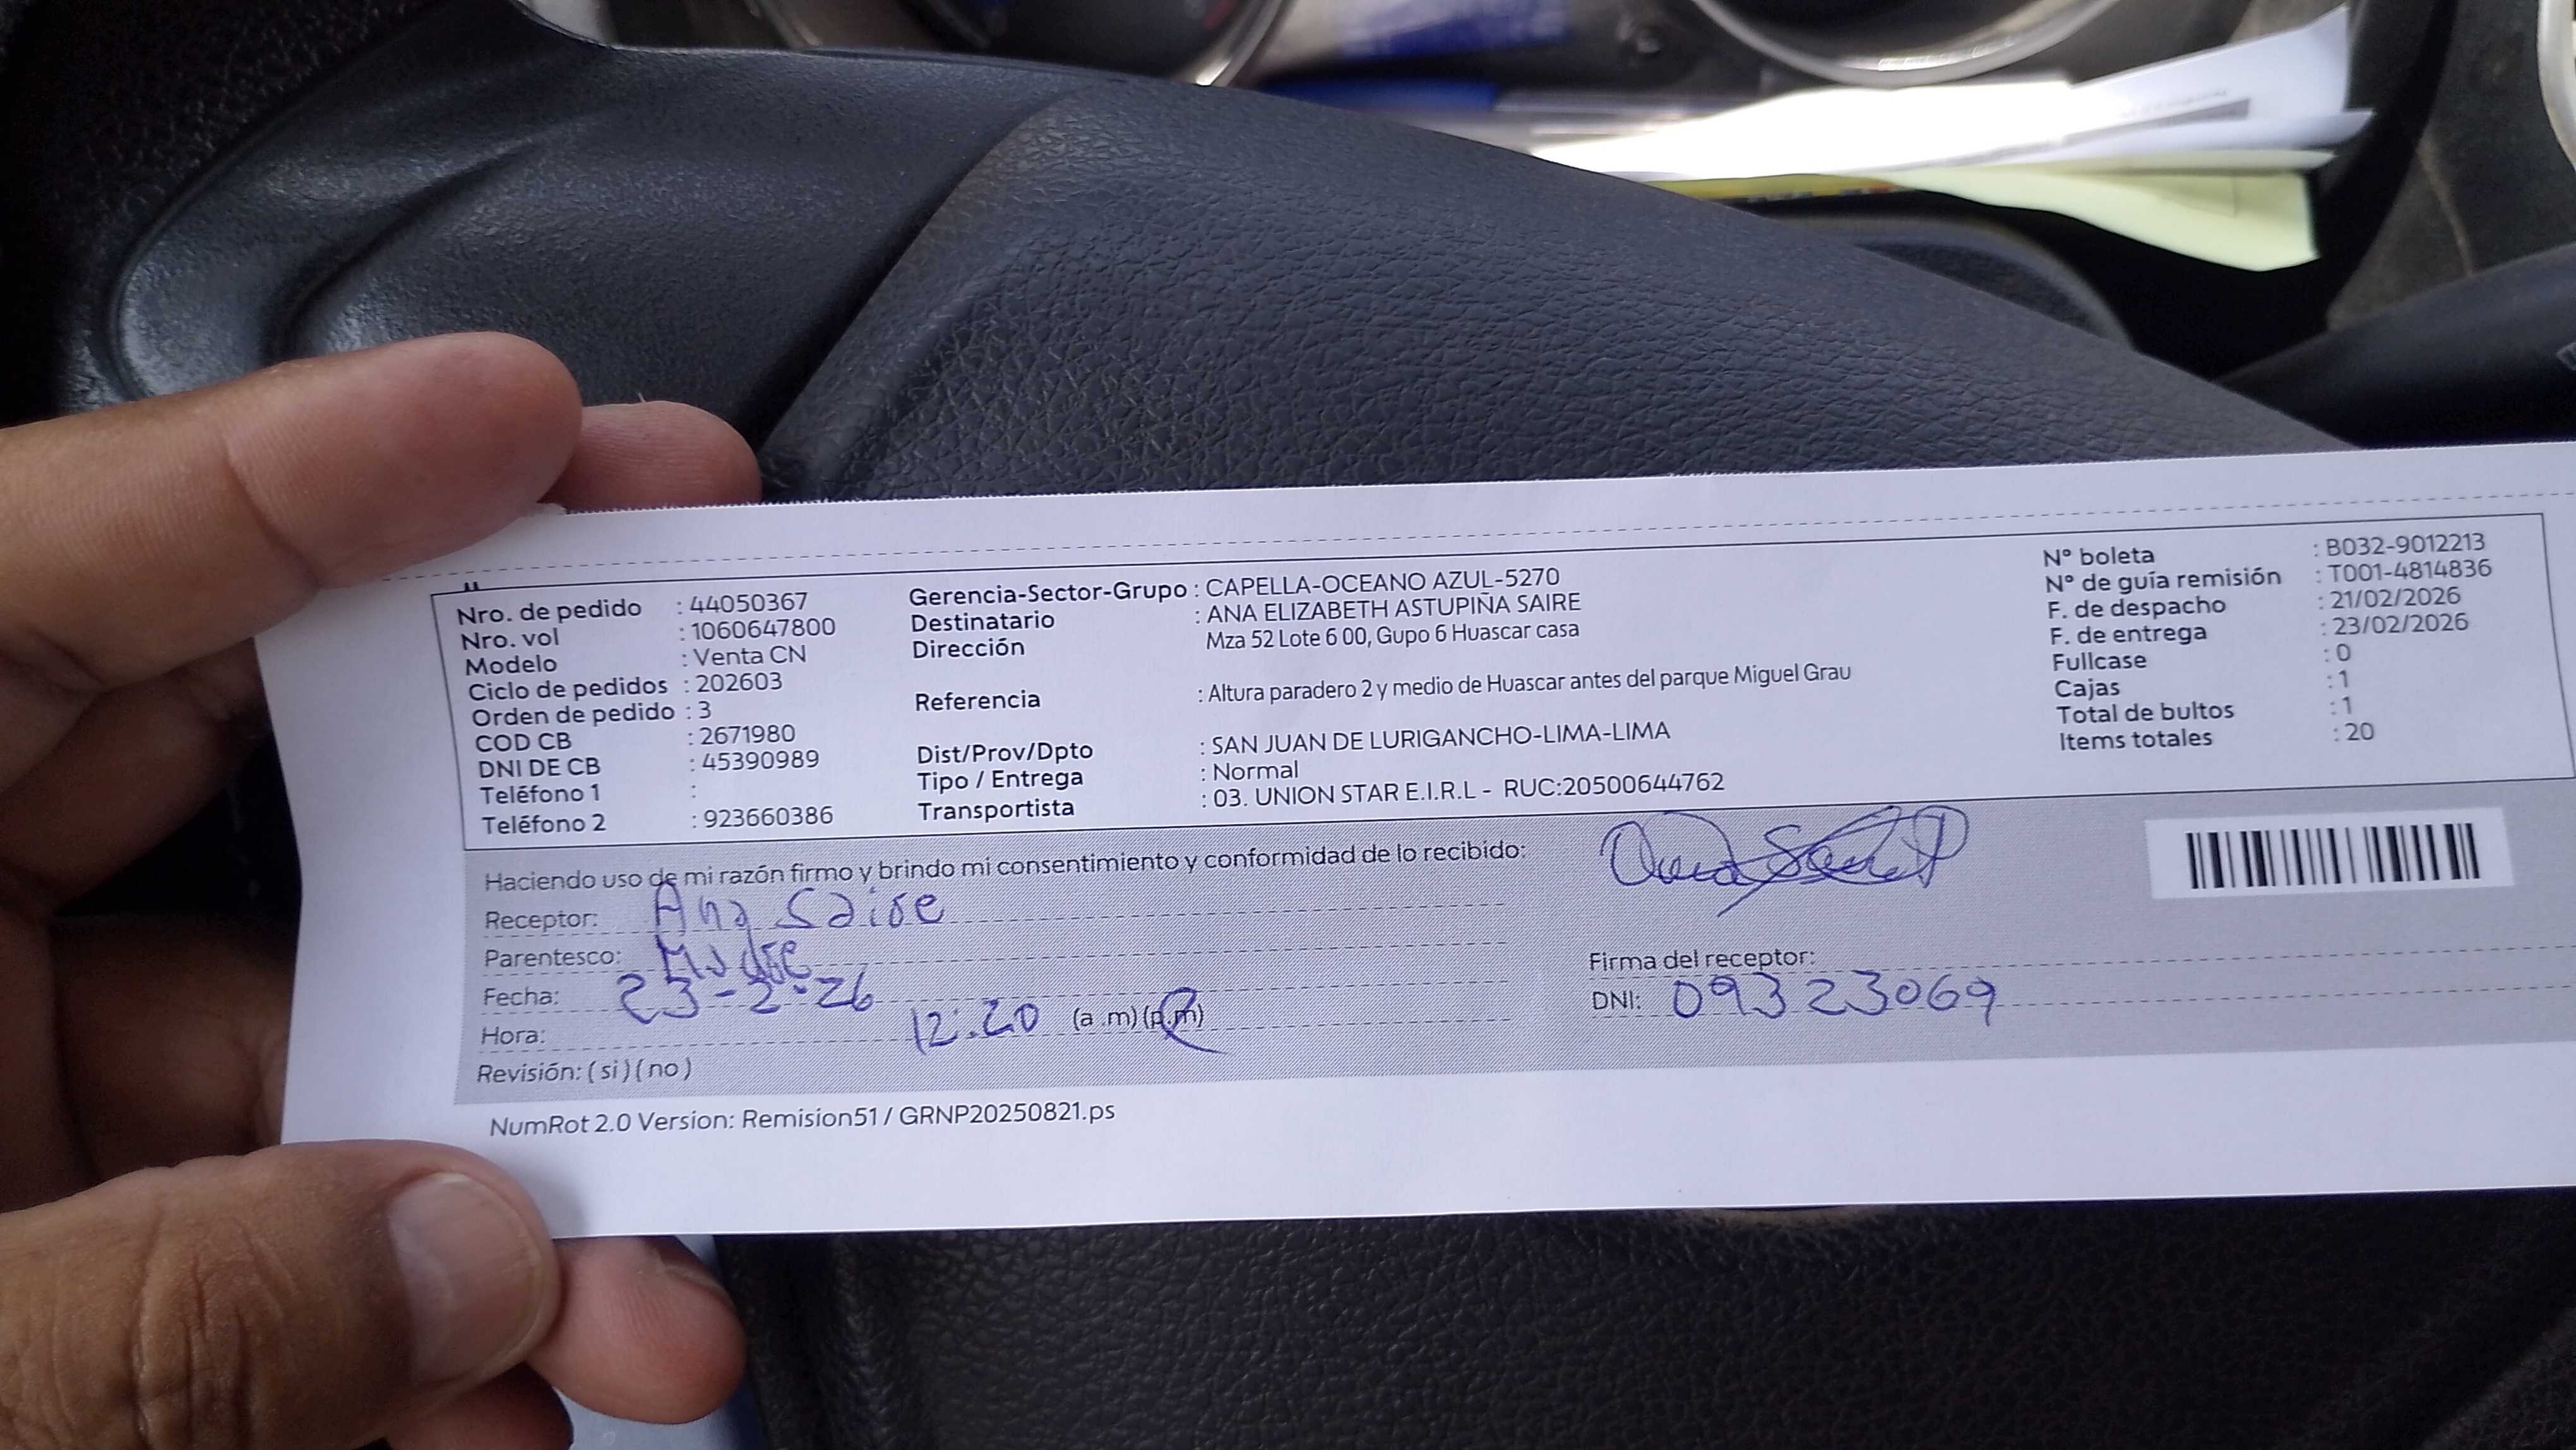 Nro. de pedido : 44050367
Nro. vol : 1060647800
Modelo : Venta CN
Ciclo de pedidos : 202603
Orden de pedido : 3
COD CB : 2671980
DNI DE CB : 45390989
Teléfono 1 :
Teléfono 2 : 923660386
Gerencia-Sector-Grupo : CAPELLA-OCEANO AZUL-5270
Destinatario : ANA ELIZABETH ASTUPIÑA SAIRE
Dirección Mza 52 Lote 6 00, Gupo 6 Huascar casa
Referencia : Altura paradero 2 y medio de Huascar antes del parque Miguel Grau
Dist/Prov/Dpto : SAN JUAN DE LURIGANCHO-LIMA-LIMA
Tipo / Entrega : Normal
Transportista : 03. UNION STAR E.I.R.L - RUC:20500644762
N° boleta : B032-9012213
N° de guía remisión : T001-4814836
F. de despacho : 21/02/2026
F. de entrega : 23/02/2026
Fullcase : 0
Cajas : 1
Total de bultos : 1
Items totales : 20
Haciendo uso de mi razón firmo y brindo mi consentimiento y conformidad de lo recibido:
Receptor: Ana Saire
Parentesco: Madre
Fecha: 23-2-26
Hora: 12:20 (a .m) (p.m)
Revisión: ( si ) ( no )
Firma del receptor:
DNI: 09323069
NumRot 2.0 Version: Remision51 / GRNP20250821.ps